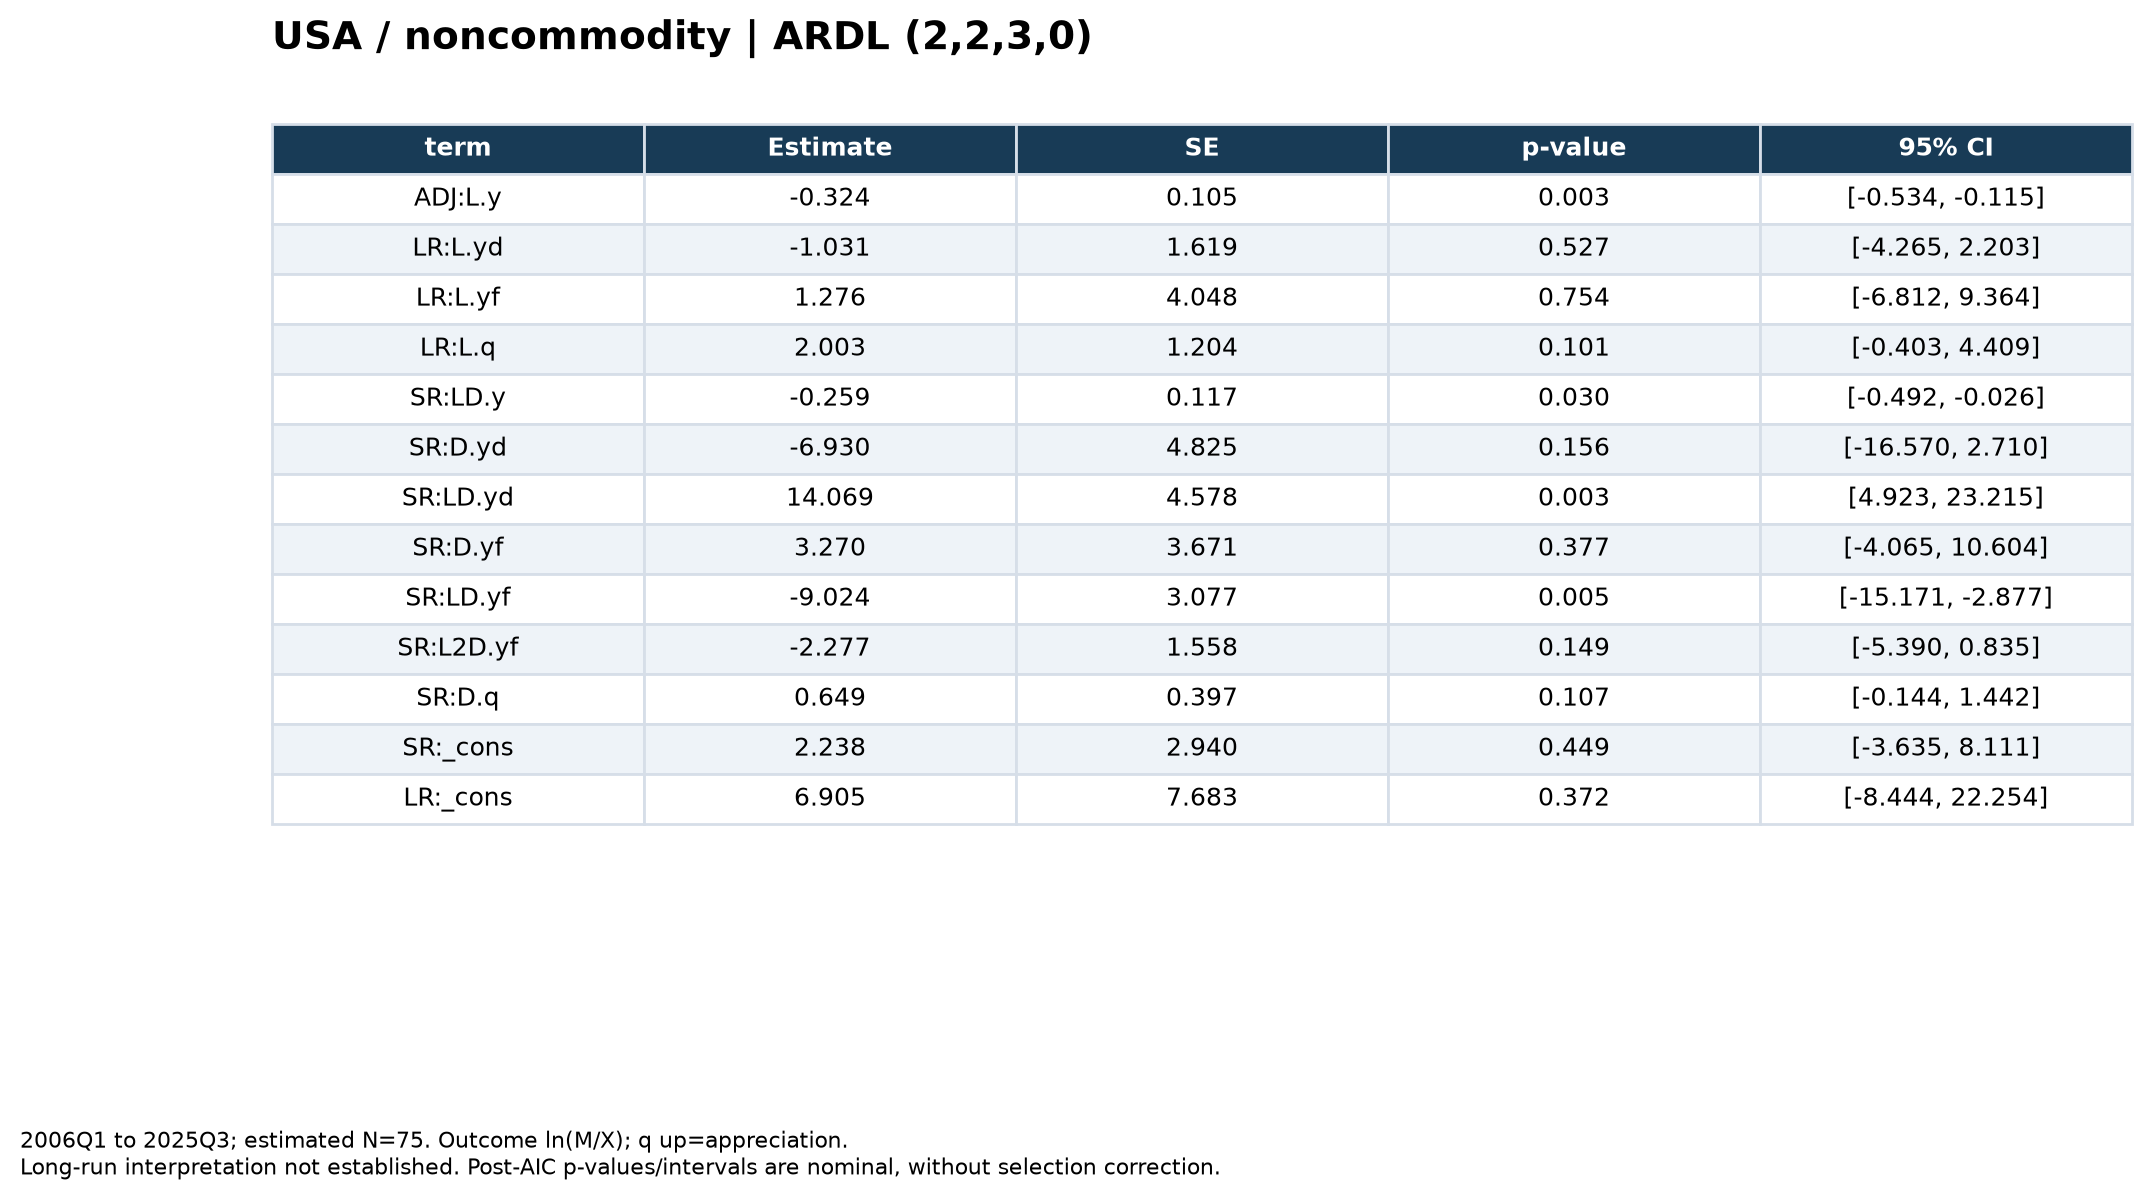 USA / noncommodity | ARDL (2,2,3,0)
term Estimate SE p-value 95% CI
ADJ:L.y -0.324 0.105 0.003 [-0.534, -0.115]
LR:L.yd -1.031 1.619 0.527 [-4.265, 2.203]
LR:L.yf 1.276 4.048 0.754 [-6.812, 9.364]
LR:L.q 2.003 1.204 0.101 [-0.403, 4.409]
SR:LD.y -0.259 0.117 0.030 [-0.492, -0.026]
SR:D.yd -6.930 4.825 0.156 [-16.570, 2.710]
SR:LD.yd 14.069 4.578 0.003 [4.923, 23.215]
SR:D.yf 3.270 3.671 0.377 [-4.065, 10.604]
SR:LD.yf -9.024 3.077 0.005 [-15.171, -2.877]
SR:L2D.yf -2.277 1.558 0.149 [-5.390, 0.835]
SR:D.q 0.649 0.397 0.107 [-0.144, 1.442]
SR:_cons 2.238 2.940 0.449 [-3.635, 8.111]
LR:_cons 6.905 7.683 0.372 [-8.444, 22.254]
2006Q1 to 2025Q3; estimated N=75. Outcome ln(M/X); q up=appreciation.
Long-run interpretation not established. Post-AIC p-values/intervals are nominal, without selection correction.